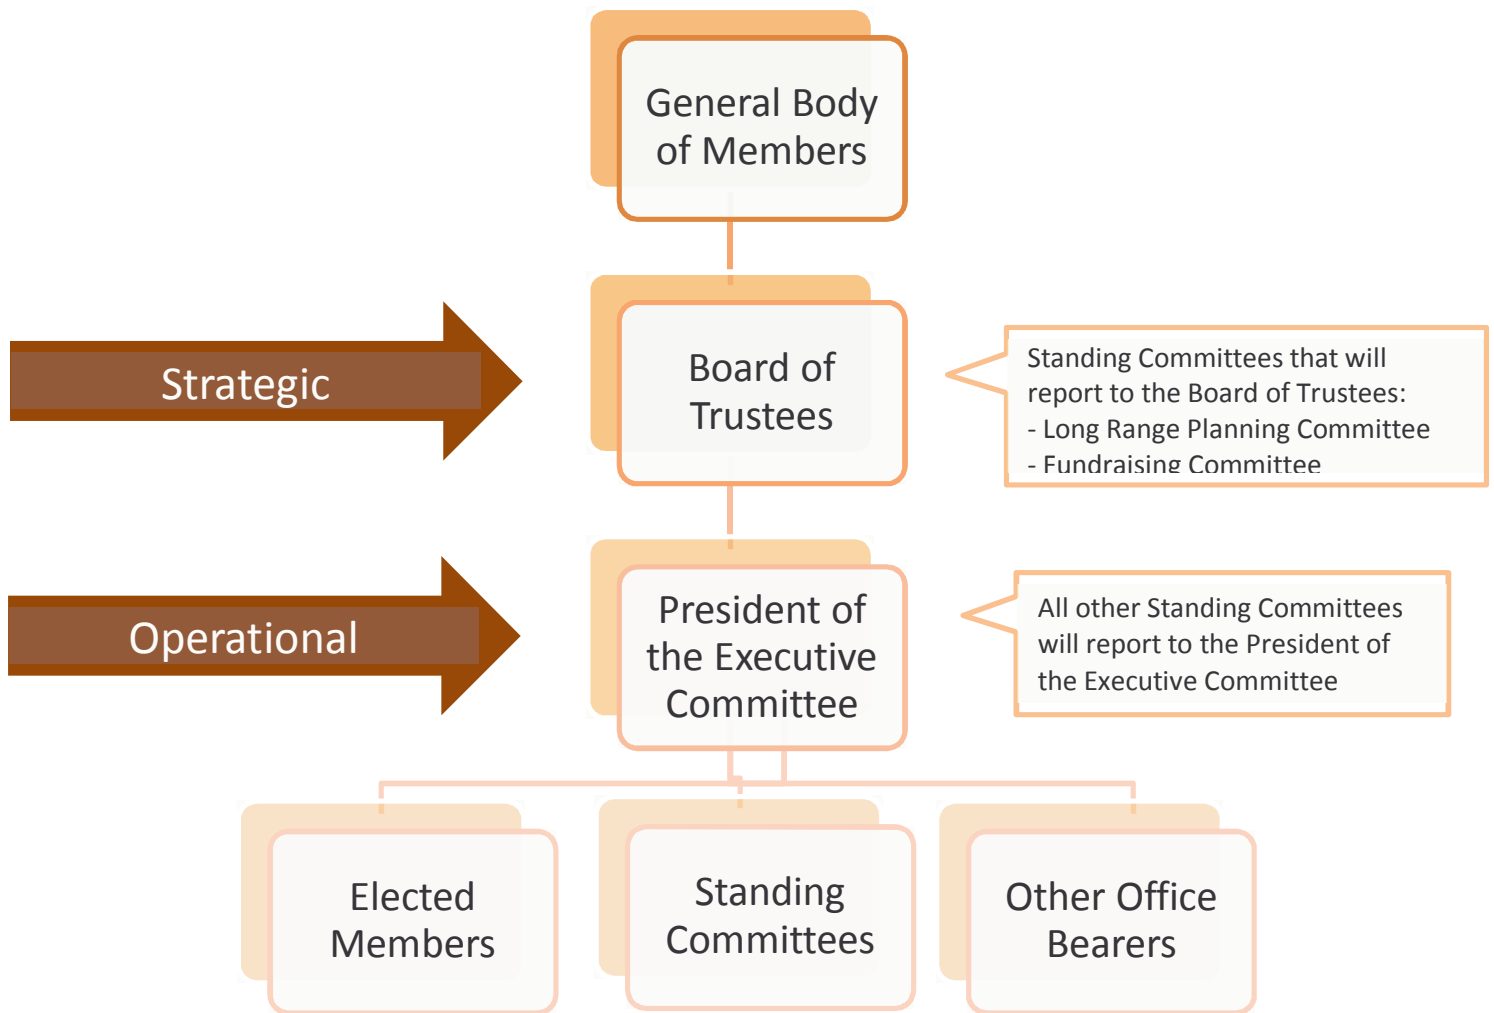 General Body
of Members
Strategic
Board of
Trustees
Standing Committees that will
report to the Board of Trustees:
- Long Range Planning Committee
- Fundraising Committee
Operational
President of
the Executive
Committee
All other Standing Committees
will report to the President of
the Executive Committee
Elected
Members
Standing
Committees
Other Office
Bearers